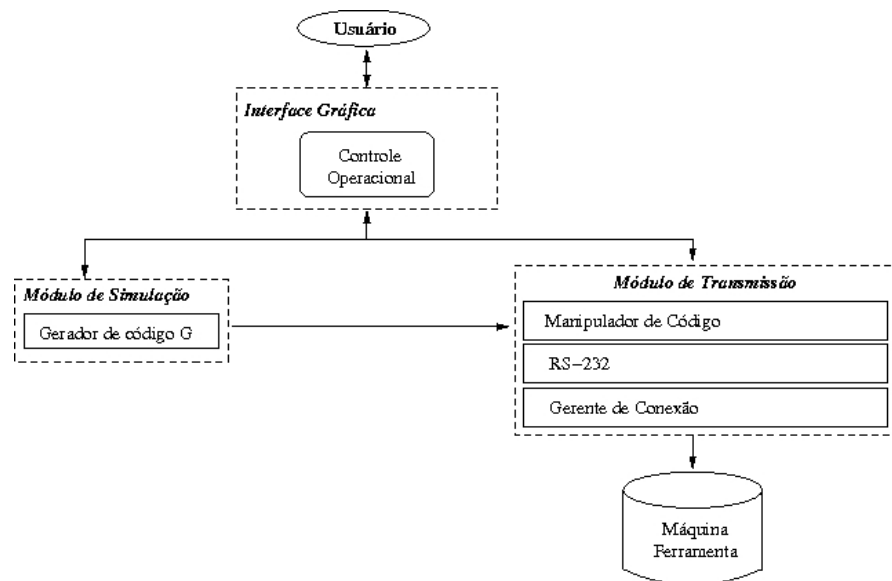 Usuário
Interface Gráfica
Controle
Operacional
Módulo de Simulação
Gerador de código G
Módulo de Transmissão
Manipulador de Código
RS−232
Gerente de Conexão
Máquina
Ferramenta